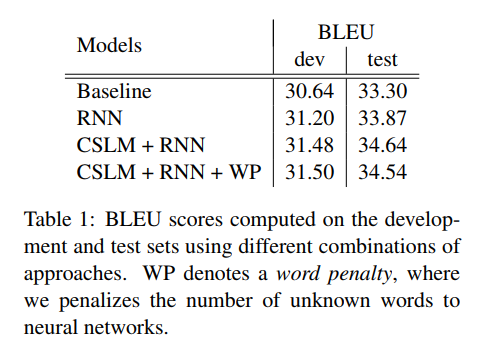 Models BLEU
dev test
Baseline 30.64 33.30
RNN 31.20 33.87
CSLM + RNN 31.48 34.64
CSLM + RNN + WP 31.50 34.54
Table 1: BLEU scores computed on the develop-
ment and test sets using different combinations of
approaches. WP denotes a word penalty, where
we penalizes the number of unknown words to
neural networks.